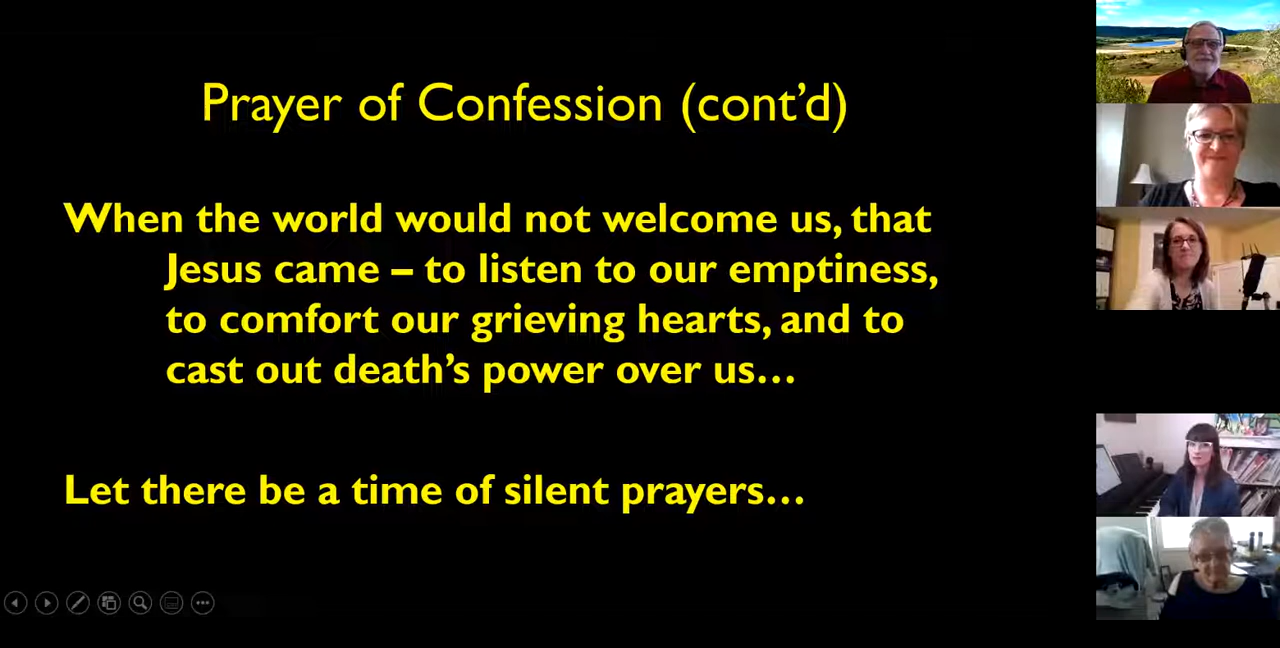 Prayer of Confession (cont’d)
When the world would not welcome us, that
Jesus came – to listen to our emptiness,
to comfort our grieving hearts, and to
cast out death’s power over us…
Let there be a time of silent prayers…